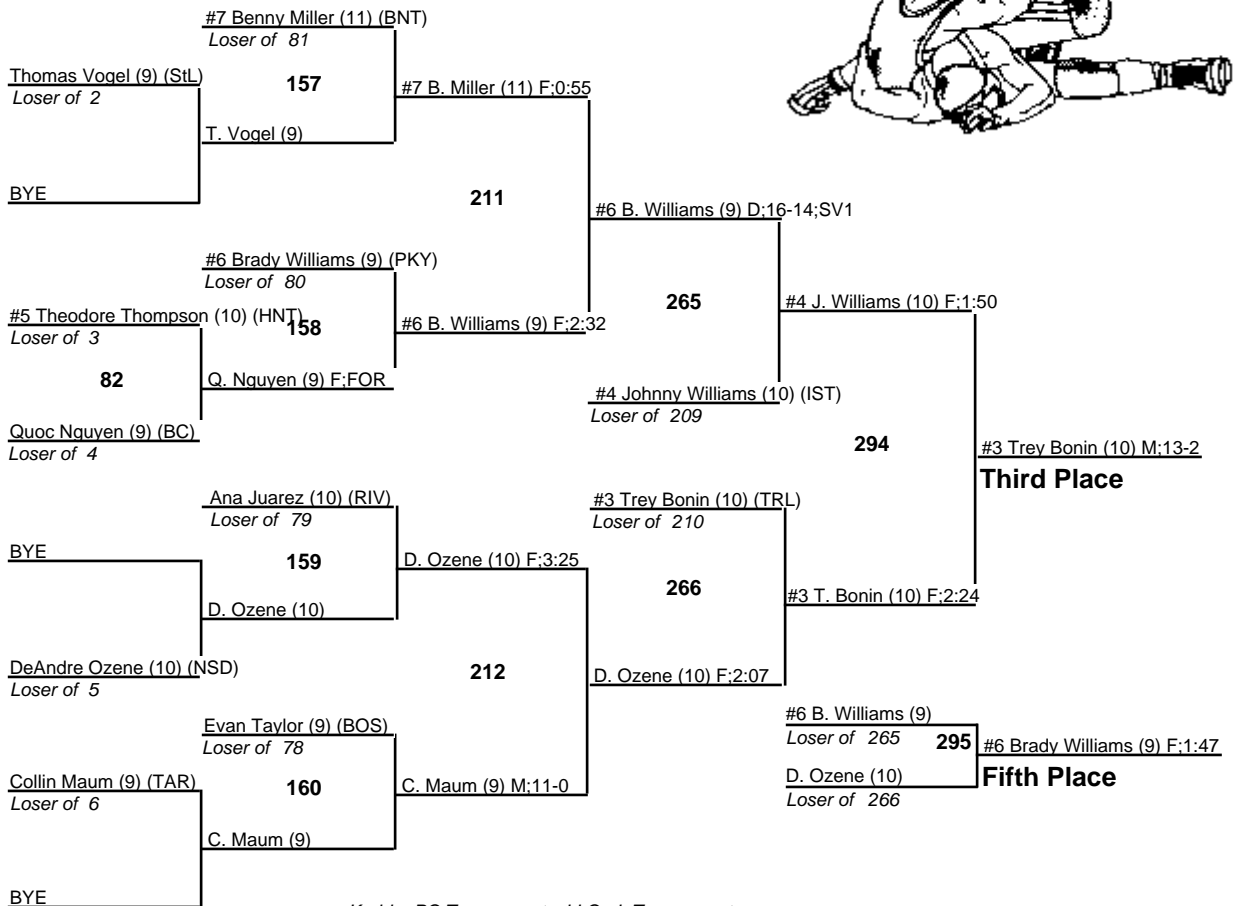 #7 Benny Miller (11) (BNT)
Loser of 81
Thomas Vogel (9) (StL)
Loser of 2
157
#7 B. Miller (11) F;0:55
T. Vogel (9)
BYE
211
#6 B. Williams (9) D;16-14;SV1
#6 Brady Williams (9) (PKY)
Loser of 80
#5 Theodore Thompson (10) (HNT)
Loser of 3
158
#6 B. Williams (9) F;2:32
265
#4 J. Williams (10) F;1:50
82
Q. Nguyen (9) F;FOR
#4 Johnny Williams (10) (IST)
Loser of 209
Quoc Nguyen (9) (BC)
Loser of 4
294
#3 Trey Bonin (10) M;13-2
Third Place
Ana Juarez (10) (RIV)
Loser of 79
#3 Trey Bonin (10) (TRL)
Loser of 210
BYE
159
D. Ozene (10) F;3:25
266
#3 T. Bonin (10) F;2:24
D. Ozene (10)
DeAndre Ozene (10) (NSD)
Loser of 5
212
D. Ozene (10) F;2:07
Evan Taylor (9) (BOS)
Loser of 78
#6 B. Williams (9)
Loser of 265
295
#6 Brady Williams (9) F;1:47
Fifth Place
D. Ozene (10)
Loser of 266
Collin Maum (9) (TAR)
Loser of 6
160
C. Maum (9) M;11-0
C. Maum (9)
BYE